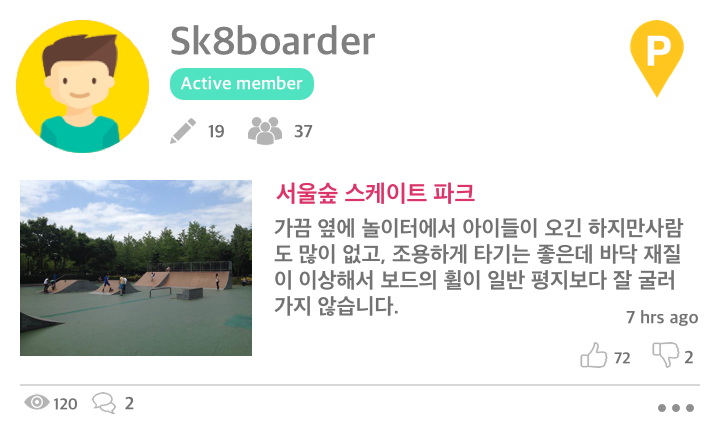 Sk8boarder
P
Active member
19 37
서울숲 스케이트 파크
가끔 옆에 놀이터에서 아이들이 오긴 하지만사람
도 많이 없고, 조용하게 타기는 좋은데 바닥 재질
이 이상해서 보드의 휠이 일반 평지보다 잘 굴러
가지 않습니다.
7 hrs ago
72 2
120 2